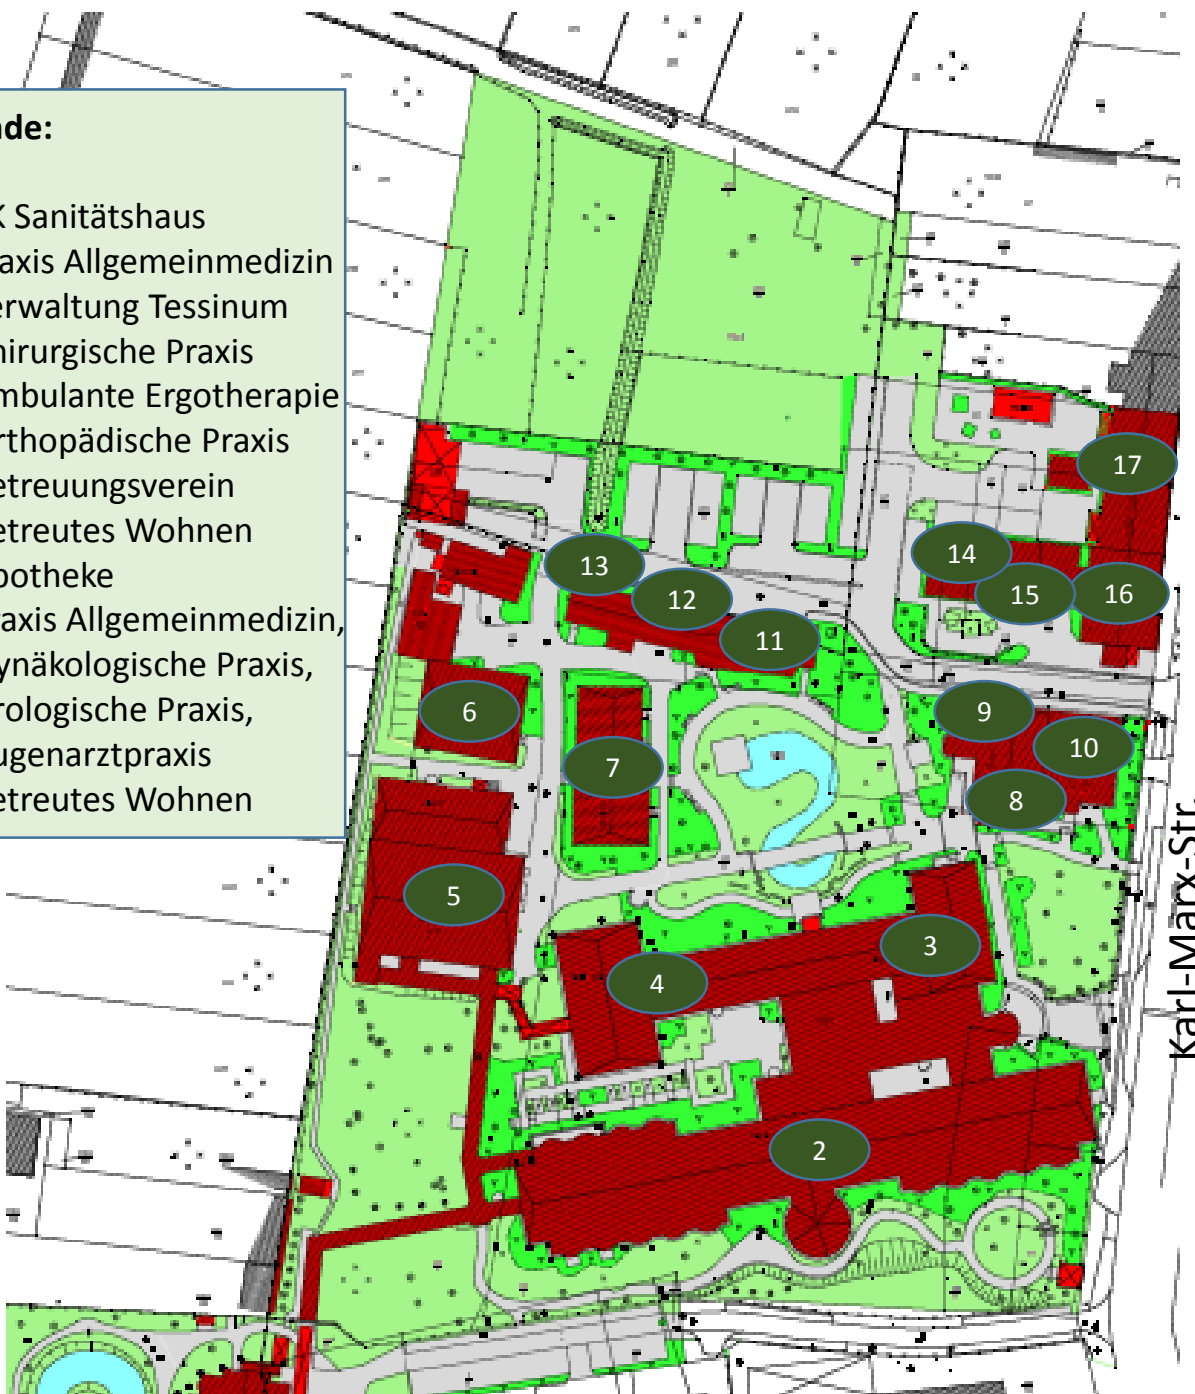 nde:
K Sanitätshaus
axis Allgemeinmedizin
erwaltung Tessinum
hirurgische Praxis
mbulante Ergotherapie
rthopädische Praxis
etreuungsverein
etreutes Wohnen
potheke
axis Allgemeinmedizin,
ynäkologische Praxis,
rologische Praxis,
ugenarztpraxis
etreutes Wohnen
17
14
13
15
16
12
11
6
9
10
7
8
Karl-Marx-Str.
5
3
4
2